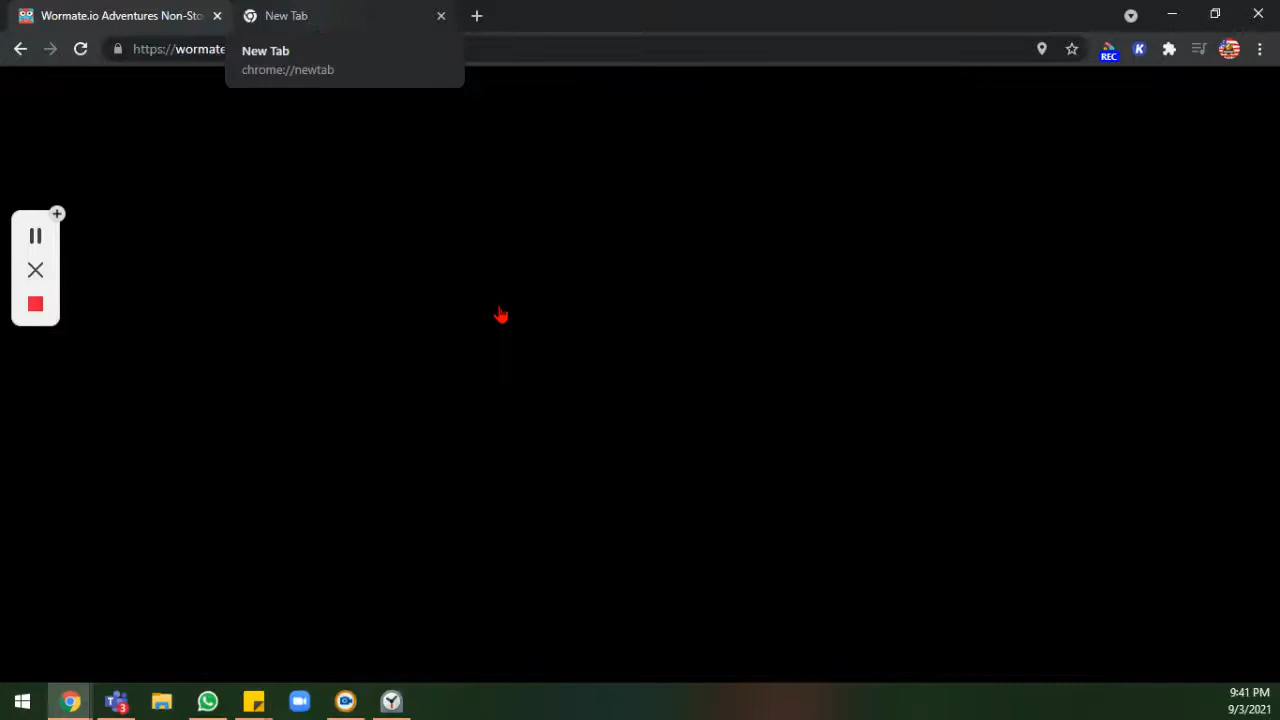 Wormate.io Adventures Non-Sto
New Tab
https://wormate
New Tab
chrome://newtab
REC
K
3
9:41 PM
9/3/2021